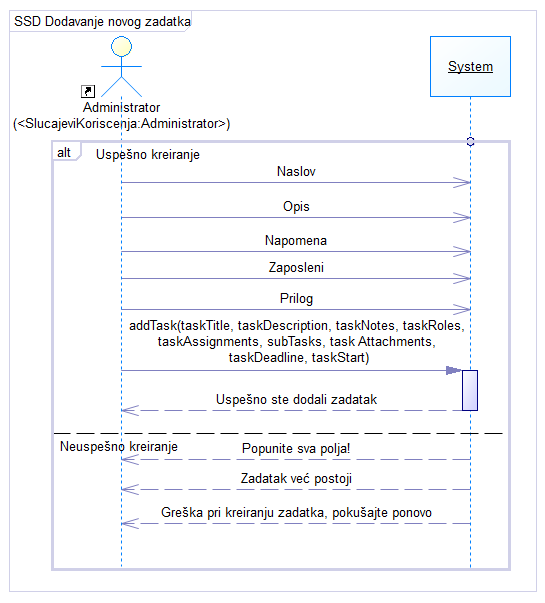 SSD Dodavanje novog zadatka
System
Administrator
(<SlucajeviKoriscenja:Administrator>)
alt
Uspešno kreiranje
Naslov
Opis
Napomena
Zaposleni
Prilog
addTask(taskTitle, taskDescription, taskNotes, taskRoles,
taskAssignments, subTasks, task Attachments,
taskDeadline, taskStart)
Uspešno ste dodali zadatak
Neuspešno kreiranje
Popunite sva polja!
Zadatak već postoji
Greška pri kreiranju zadatka, pokušajte ponovo